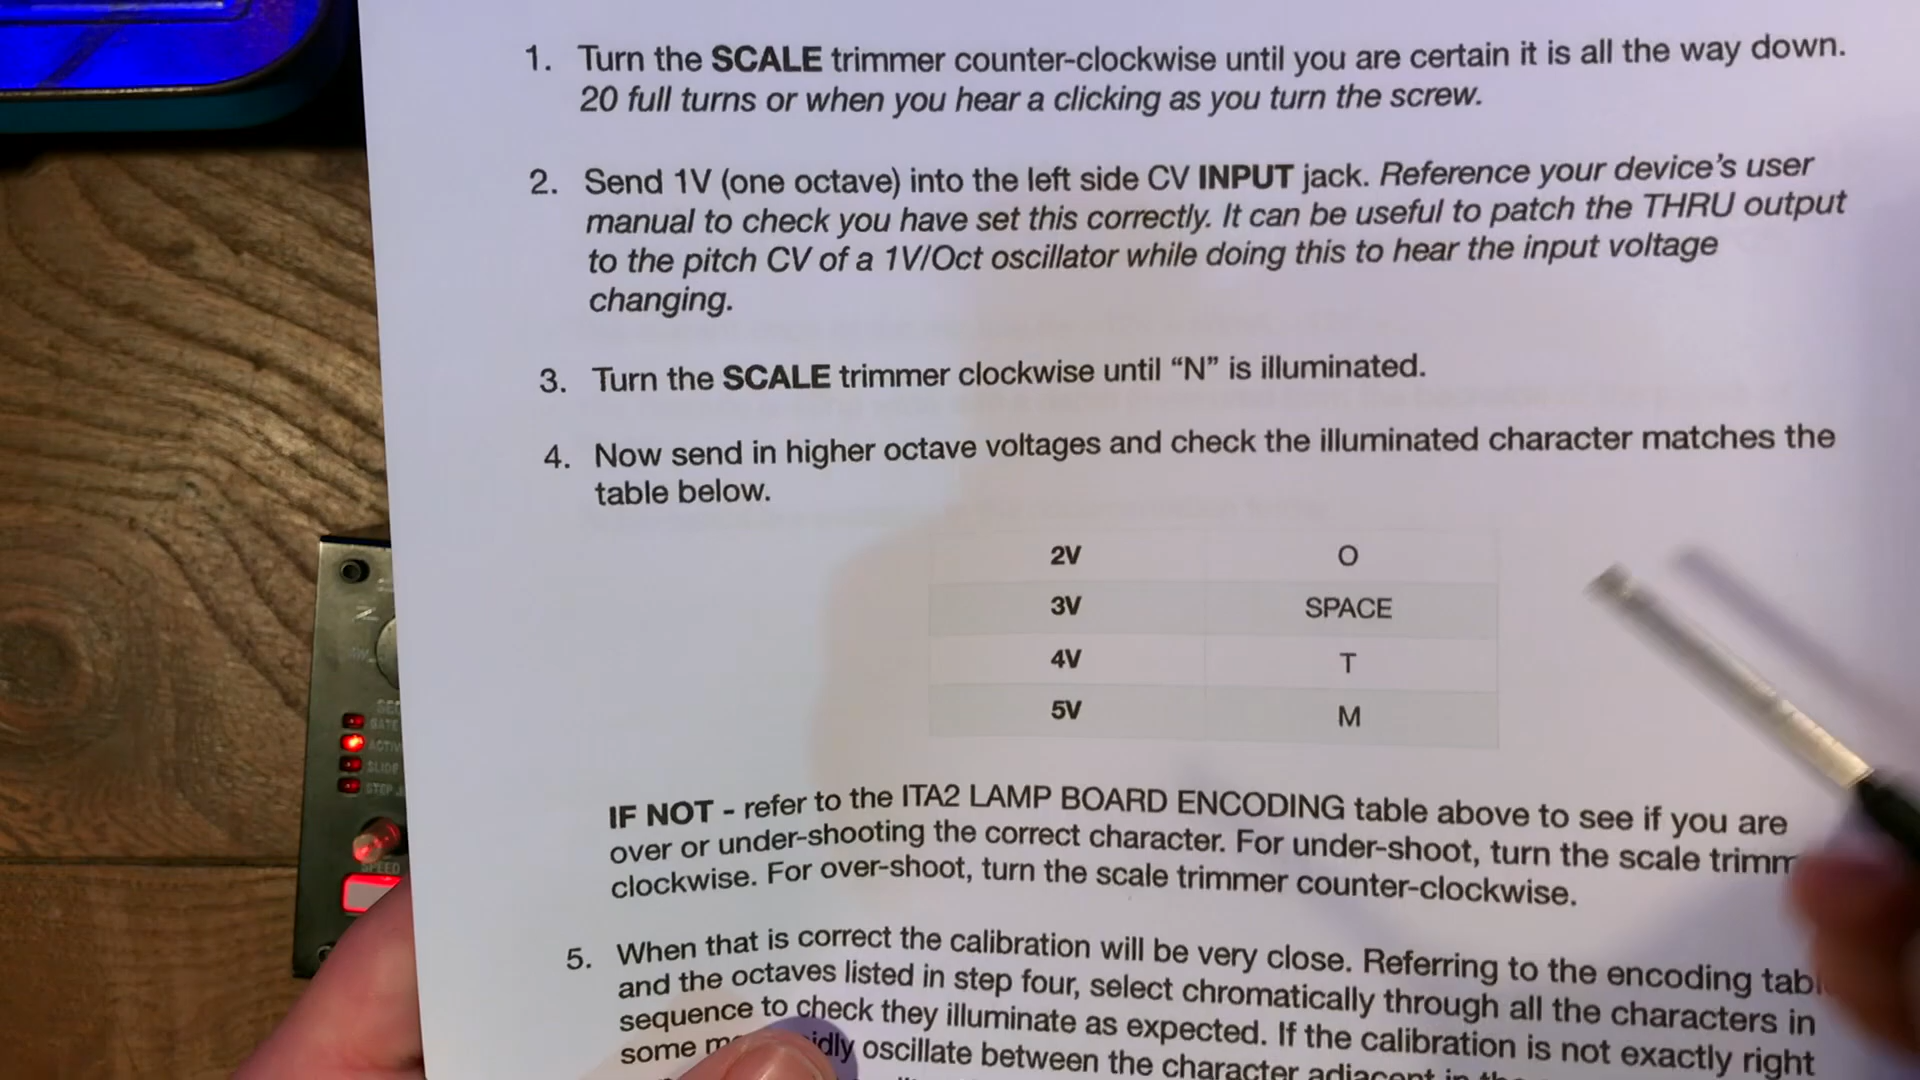 1. Turn the SCALE trimmer counter-clockwise until you are certain it is all the way down.
20 full turns or when you hear a clicking as you turn the screw.
2. Send 1V (one octave) into the left side CV INPUT jack. Reference your device's user
manual to check you have set this correctly. It can be useful to patch the THRU output
to the pitch CV of a 1V/Oct oscillator while doing this to hear the input voltage
changing.
3. Turn the SCALE trimmer clockwise until “N” is illuminated.
4. Now send in higher octave voltages and check the illuminated character matches the
table below.
2V O
3V SPACE
4V T
5V M
IF NOT - refer to the ITA2 LAMP BOARD ENCODING table above to see if you are
over or under-shooting the correct character. For under-shoot, turn the scale trimm
clockwise. For over-shoot, turn the scale trimmer counter-clockwise.
5. When that is correct the calibration will be very close. Referring to the encoding tabl
and the octaves listed in step four, select chromatically through all the characters in
sequence to check they illuminate as expected. If the calibration is not exactly right
some oscillate between the character adjacent in
GATE
ACTIV
SLIDE
STEP
SPEED